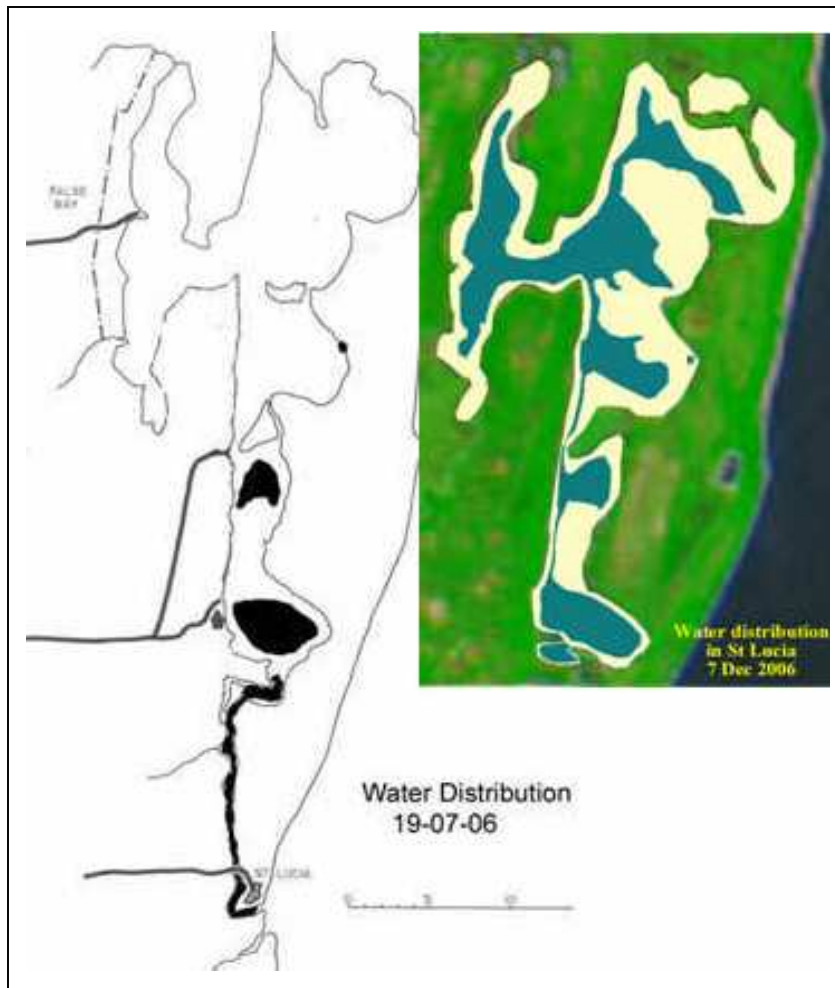 FALSE
BAY
Water distribution
in St Lucia
7 Dec 2006
Water Distribution
19-07-06
ST. LUCIA
0 5 10